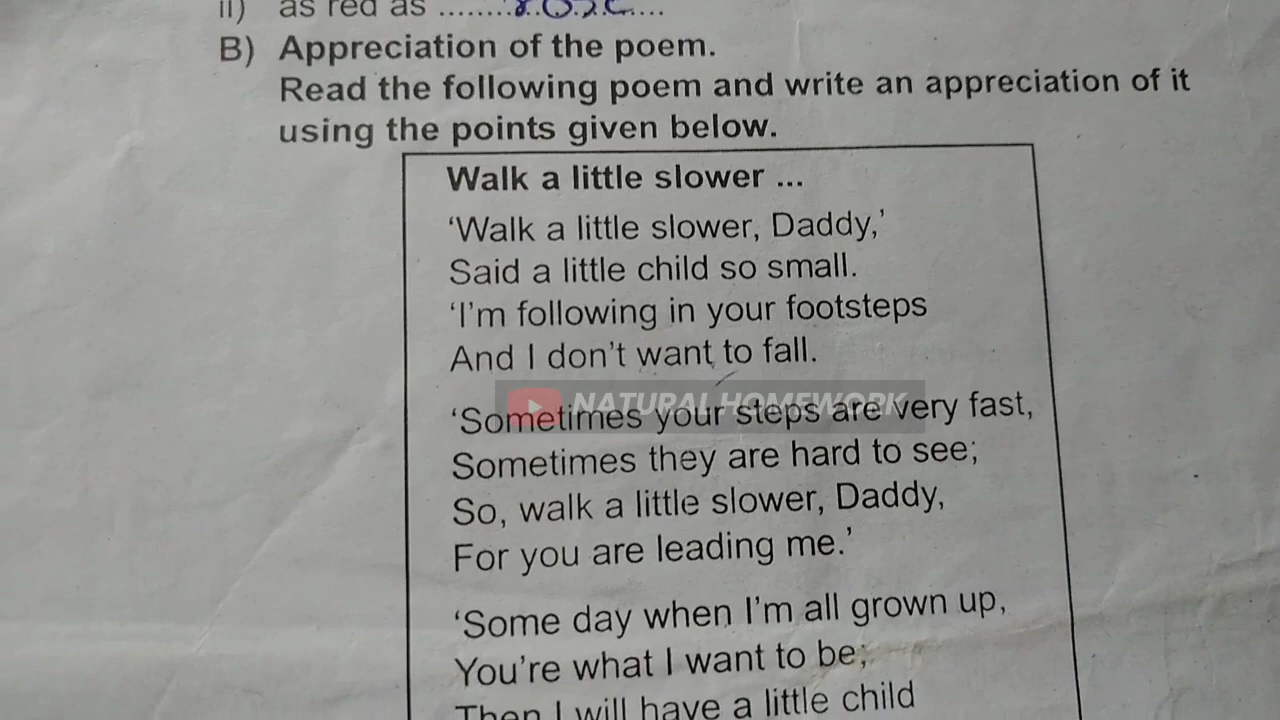 ii) as red as ........rose....
B) Appreciation of the poem.
Read the following poem and write an appreciation of it
using the points given below.
Walk a little slower ...
‘Walk a little slower, Daddy,’
Said a little child so small.
‘I’m following in your footsteps
And I don’t want to fall.
NATURAL HOMEWORK
‘Sometimes your steps are very fast,
Sometimes they are hard to see;
So, walk a little slower, Daddy,
For you are leading me.’
‘Some day when I’m all grown up,
You’re what I want to be;
Then I will have a little child